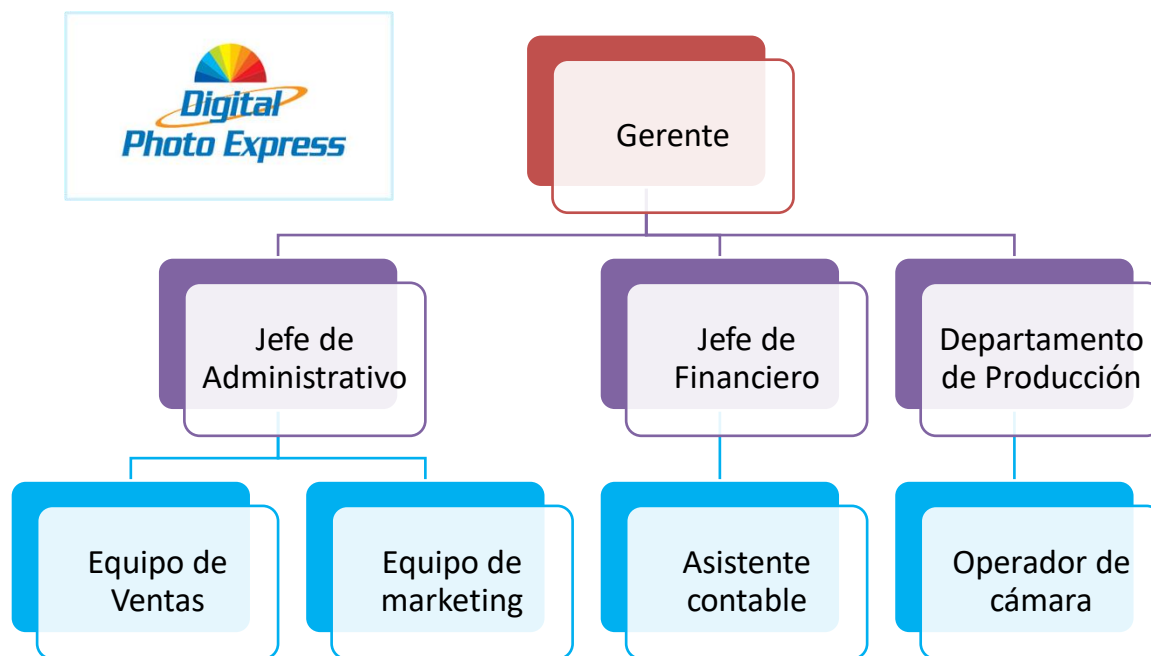 Digital
Photo Express
Gerente
Jefe de
Administrativo
Jefe de
Financiero
Departamento
de Producción
Equipo de
Ventas
Equipo de
marketing
Asistente
contable
Operador de
cámara